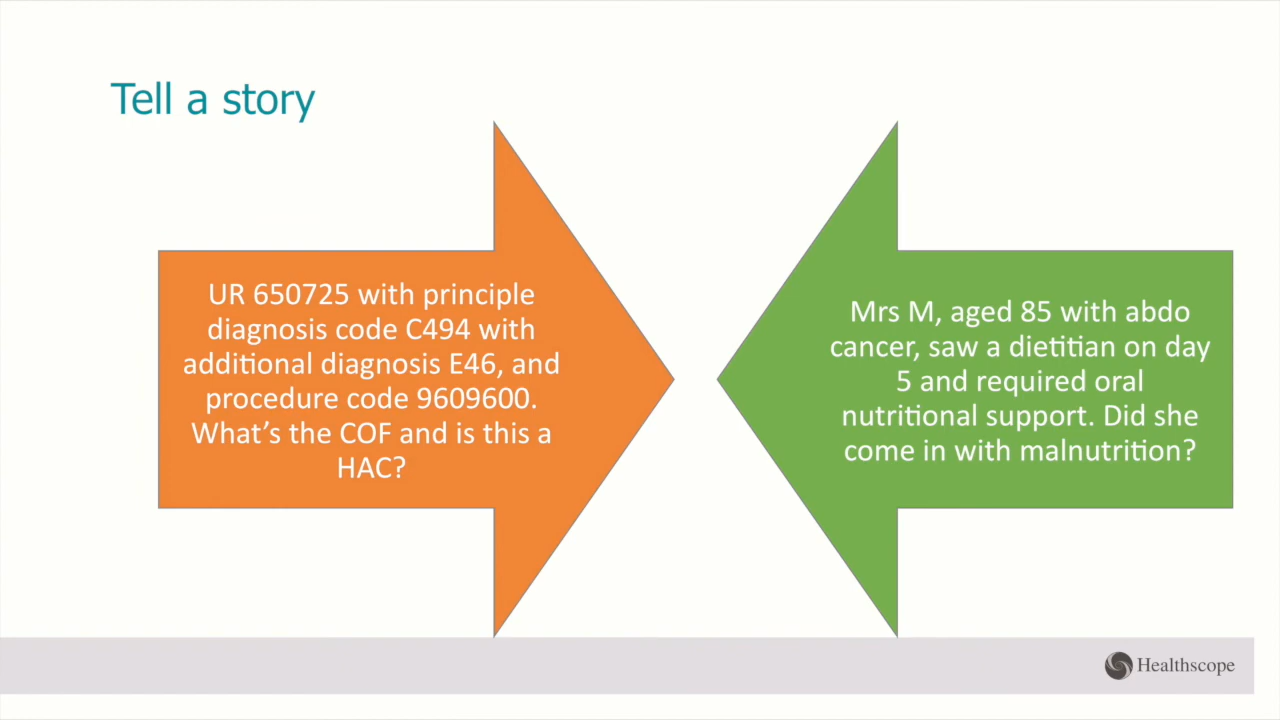 Tell a story
UR 650725 with principle
diagnosis code C494 with
additional diagnosis E46, and
procedure code 9609600.
What's the COF and is this a
HAC?
Mrs M, aged 85 with abdo
cancer, saw a dietitian on day
5 and required oral
nutritional support. Did she
come in with malnutrition?
Healthscope